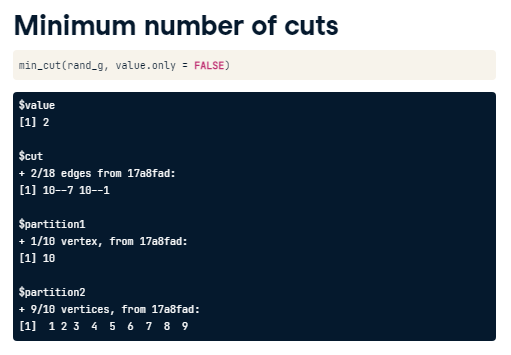 Minimum number of cuts
min_cut(rand_g, value.only = FALSE)
$value
[1] 2
$cut
+ 2/18 edges from 17a8fad:
[1] 10--7 10--1
$partition1
+ 1/10 vertex, from 17a8fad:
[1] 10
$partition2
+ 9/10 vertices, from 17a8fad:
[1]  1 2 3  4  5  6  7  8  9